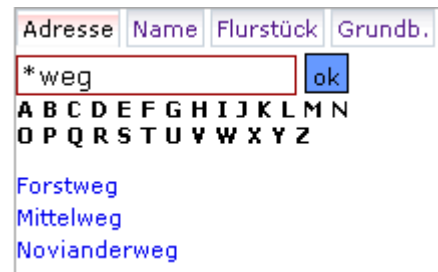 Adresse Name Flurstück Grundb.
*weg ok
A B C D E F G H I J K L M N
O P Q R S T U V W X Y Z
Forstweg
Mittelweg
Novianderweg